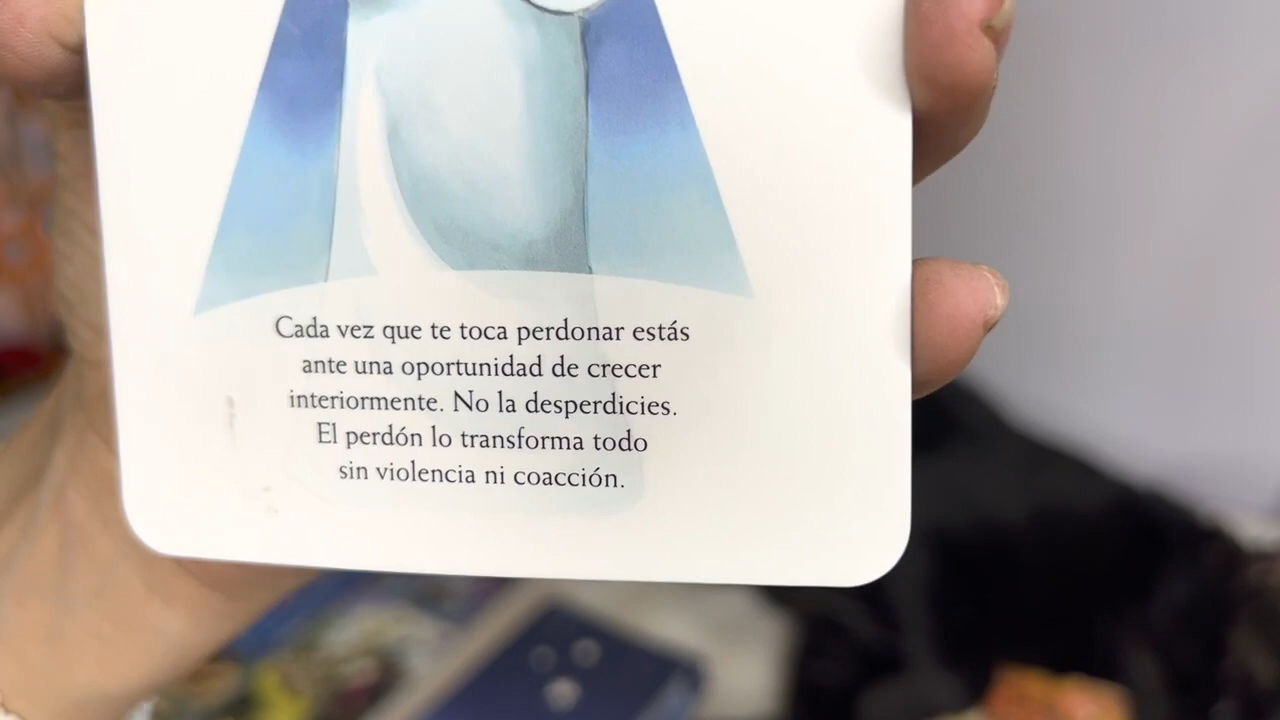 Cada vez que te toca perdonar estás
ante una oportunidad de crecer
interiormente. No la desperdicies.
El perdón lo transforma todo
sin violencia ni coacción.